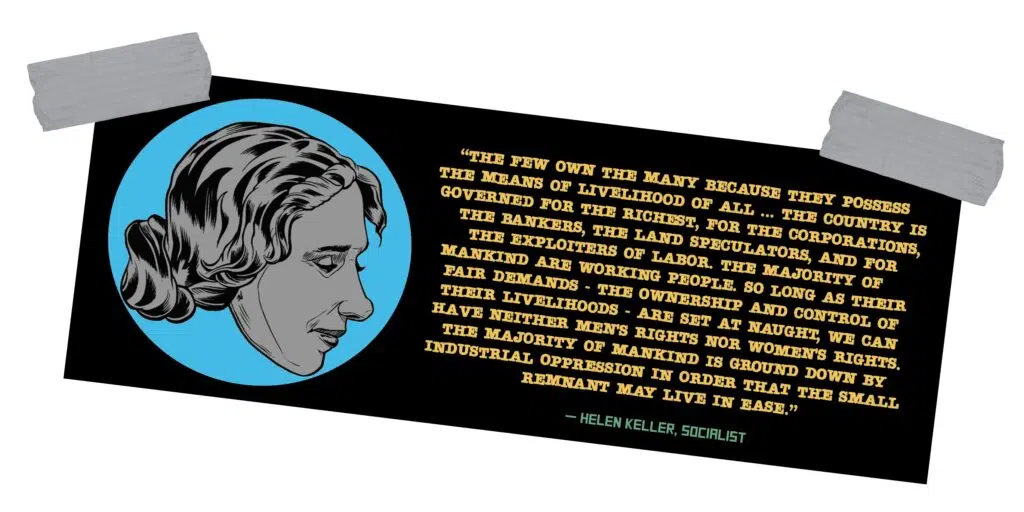 “THE FEW OWN THE MANY BECAUSE THEY POSSESS
THE MEANS OF LIVELIHOOD OF ALL ... THE COUNTRY IS
GOVERNED FOR THE RICHEST, FOR THE CORPORATIONS,
THE BANKERS, THE LAND SPECULATORS, AND FOR
THE EXPLOITERS OF LABOR. THE MAJORITY OF
MANKIND ARE WORKING PEOPLE. SO LONG AS THEIR
FAIR DEMANDS - THE OWNERSHIP AND CONTROL OF
THEIR LIVELIHOODS - ARE SET AT NAUGHT, WE CAN
HAVE NEITHER MEN'S RIGHTS NOR WOMEN'S RIGHTS.
THE MAJORITY OF MANKIND IS GROUND DOWN BY
INDUSTRIAL OPPRESSION IN ORDER THAT THE SMALL
REMNANT MAY LIVE IN EASE.”
— HELEN KELLER, SOCIALIST